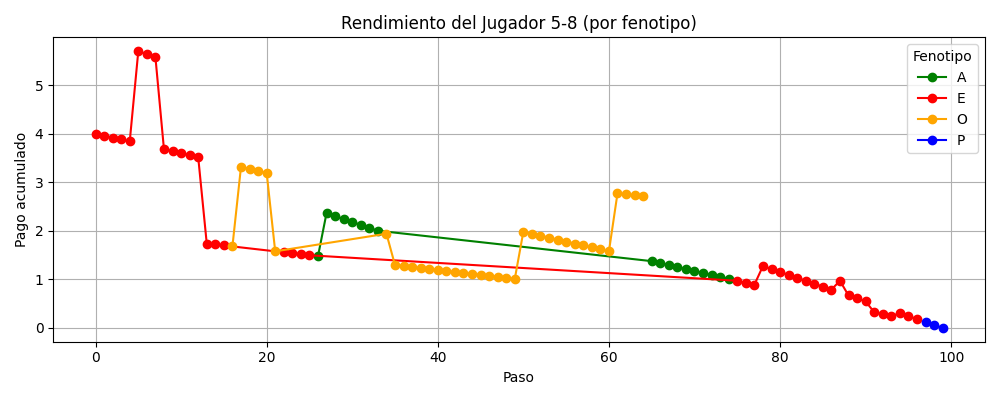 Rendimiento del Jugador 5-8 (por fenotipo)
Pago acumulado
5
4
3
2
1
0
0 20 40 60 80 100
Paso
Fenotipo
A
E
O
P